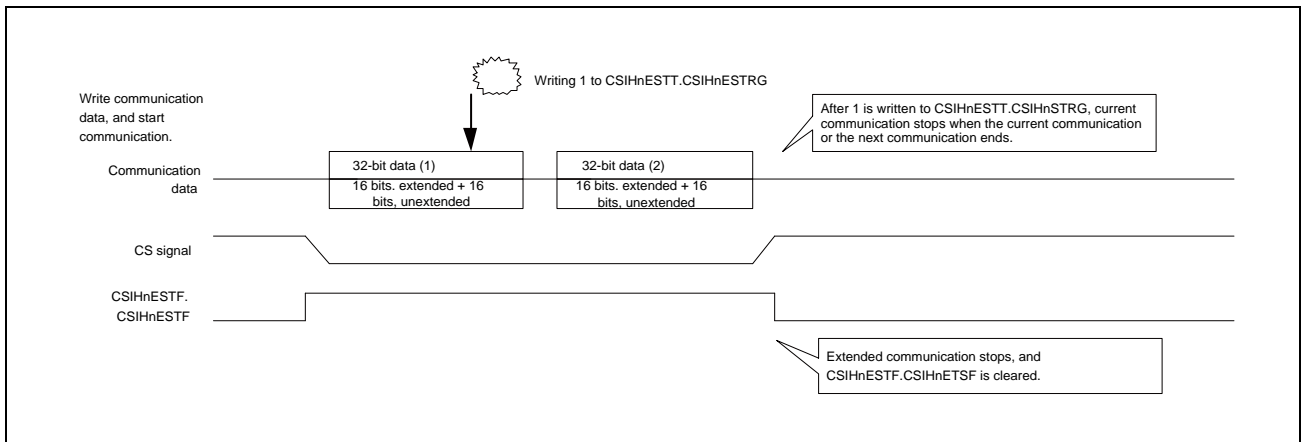 Writing 1 to CSIHnESTT.CSIHnESTRG
Write communication
data, and start
communication.
After 1 is written to CSIHnESTT.CSIHnSTRG, current
communication stops when the current communication
or the next communication ends.
Communication
data
32-bit data (1)
16 bits. extended + 16
bits, unextended
32-bit data (2)
16 bits. extended + 16
bits, unextended
CS signal
CSIHnESTF.
CSIHnESTF
Extended communication stops, and
CSIHnESTF.CSIHnETSF is cleared.